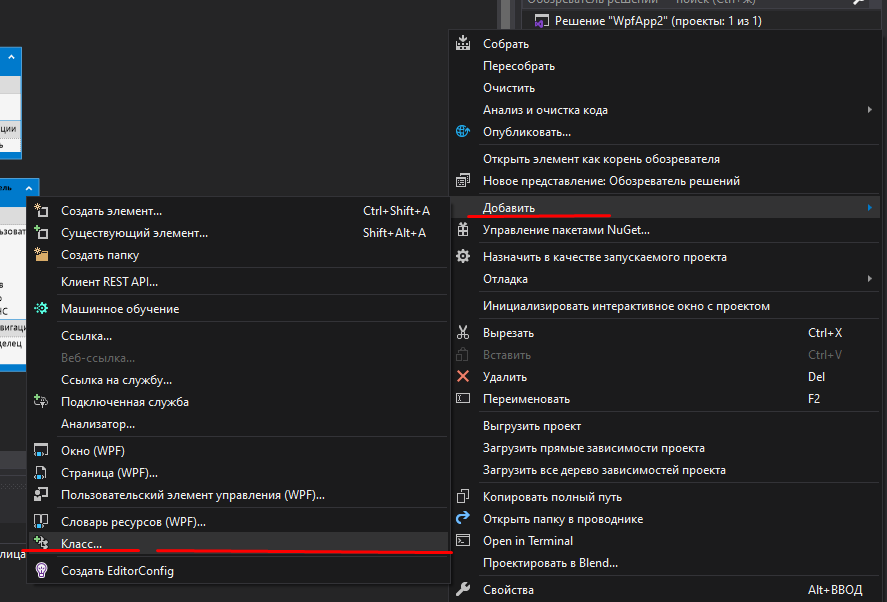 Обозреватель решений — поиск (Ctrl+ж)
Решение "WpfApp2" (проекты: 1 из 1)
Собрать
Пересобрать
Очистить
Анализ и очистка кода
Опубликовать...
Открыть элемент как корень обозревателя
Новое представление: Обозреватель решений
Добавить
Управление пакетами NuGet...
Назначить в качестве запускаемого проекта
Отладка
Инициализировать интерактивное окно с проектом
Вырезать Ctrl+X
Вставить Ctrl+V
Удалить Del
Переименовать F2
Выгрузить проект
Загрузить прямые зависимости проекта
Загрузить все дерево зависимостей проекта
Копировать полный путь
Открыть папку в проводнике
Open in Terminal
Проектировать в Blend...
Свойства Alt+ВВОД
Создать элемент... Ctrl+Shift+A
Существующий элемент... Shift+Alt+A
Создать папку
Клиент REST API...
Машинное обучение
Ссылка...
Веб-ссылка...
Ссылка на службу...
Подключенная служба
Анализатор...
Окно (WPF)
Страница (WPF)...
Пользовательский элемент управления (WPF)...
Словарь ресурсов (WPF)...
Класс...
Создать EditorConfig
ции
ь
ель
ьзоват
в
о
НС
вигаци
делец
лица